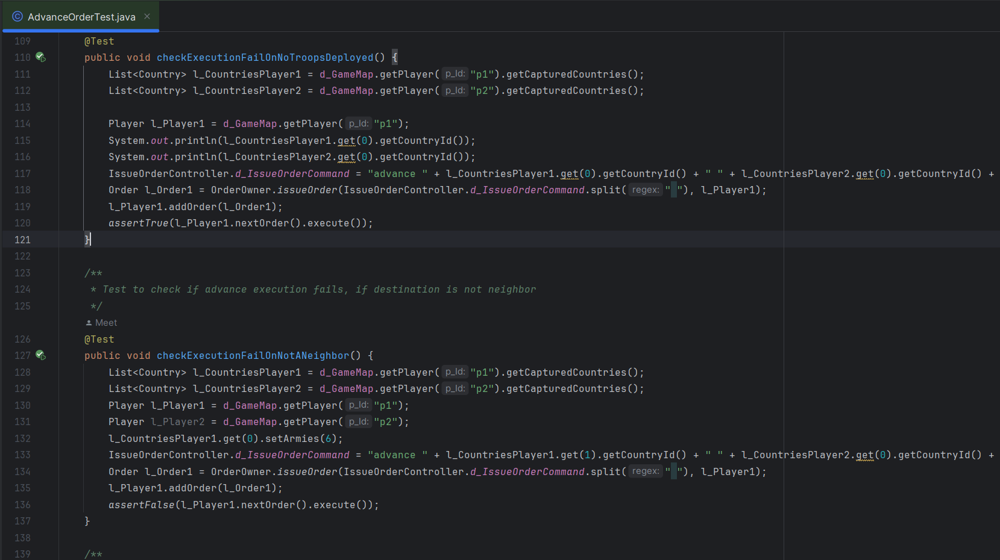 AdvanceOrderTest.java
109 @Test
110 public void checkExecutionFailOnNoTroopsDeployed() {
111 List<Country> l_CountriesPlayer1 = d_GameMap.getPlayer( p_Id: "p1").getCapturedCountries();
112 List<Country> l_CountriesPlayer2 = d_GameMap.getPlayer( p_Id: "p2").getCapturedCountries();
113
114 Player l_Player1 = d_GameMap.getPlayer( p_Id: "p1");
115 System.out.println(l_CountriesPlayer1.get(0).getCountryId());
116 System.out.println(l_CountriesPlayer2.get(0).getCountryId());
117 IssueOrderController.d_IssueOrderCommand = "advance " + l_CountriesPlayer1.get(0).getCountryId() + " " + l_CountriesPlayer2.get(0).getCountryId() +
118 Order l_Order1 = OrderOwner.issueOrder(IssueOrderController.d_IssueOrderCommand.split( regex: " "), l_Player1);
119 l_Player1.addOrder(l_Order1);
120 assertTrue(l_Player1.nextOrder().execute());
121 }
122
123 /**
124 * Test to check if advance execution fails, if destination is not neighbor
125 */
Meet
126 @Test
127 public void checkExecutionFailOnNotANeighbor() {
128 List<Country> l_CountriesPlayer1 = d_GameMap.getPlayer( p_Id: "p1").getCapturedCountries();
129 List<Country> l_CountriesPlayer2 = d_GameMap.getPlayer( p_Id: "p2").getCapturedCountries();
130 Player l_Player1 = d_GameMap.getPlayer( p_Id: "p1");
131 Player l_Player2 = d_GameMap.getPlayer( p_Id: "p2");
132 l_CountriesPlayer1.get(0).setArmies(6);
133 IssueOrderController.d_IssueOrderCommand = "advance " + l_CountriesPlayer1.get(1).getCountryId() + " " + l_CountriesPlayer2.get(0).getCountryId() +
134 Order l_Order1 = OrderOwner.issueOrder(IssueOrderController.d_IssueOrderCommand.split( regex: " "), l_Player1);
135 l_Player1.addOrder(l_Order1);
136 assertFalse(l_Player1.nextOrder().execute());
137 }
138
139 /**